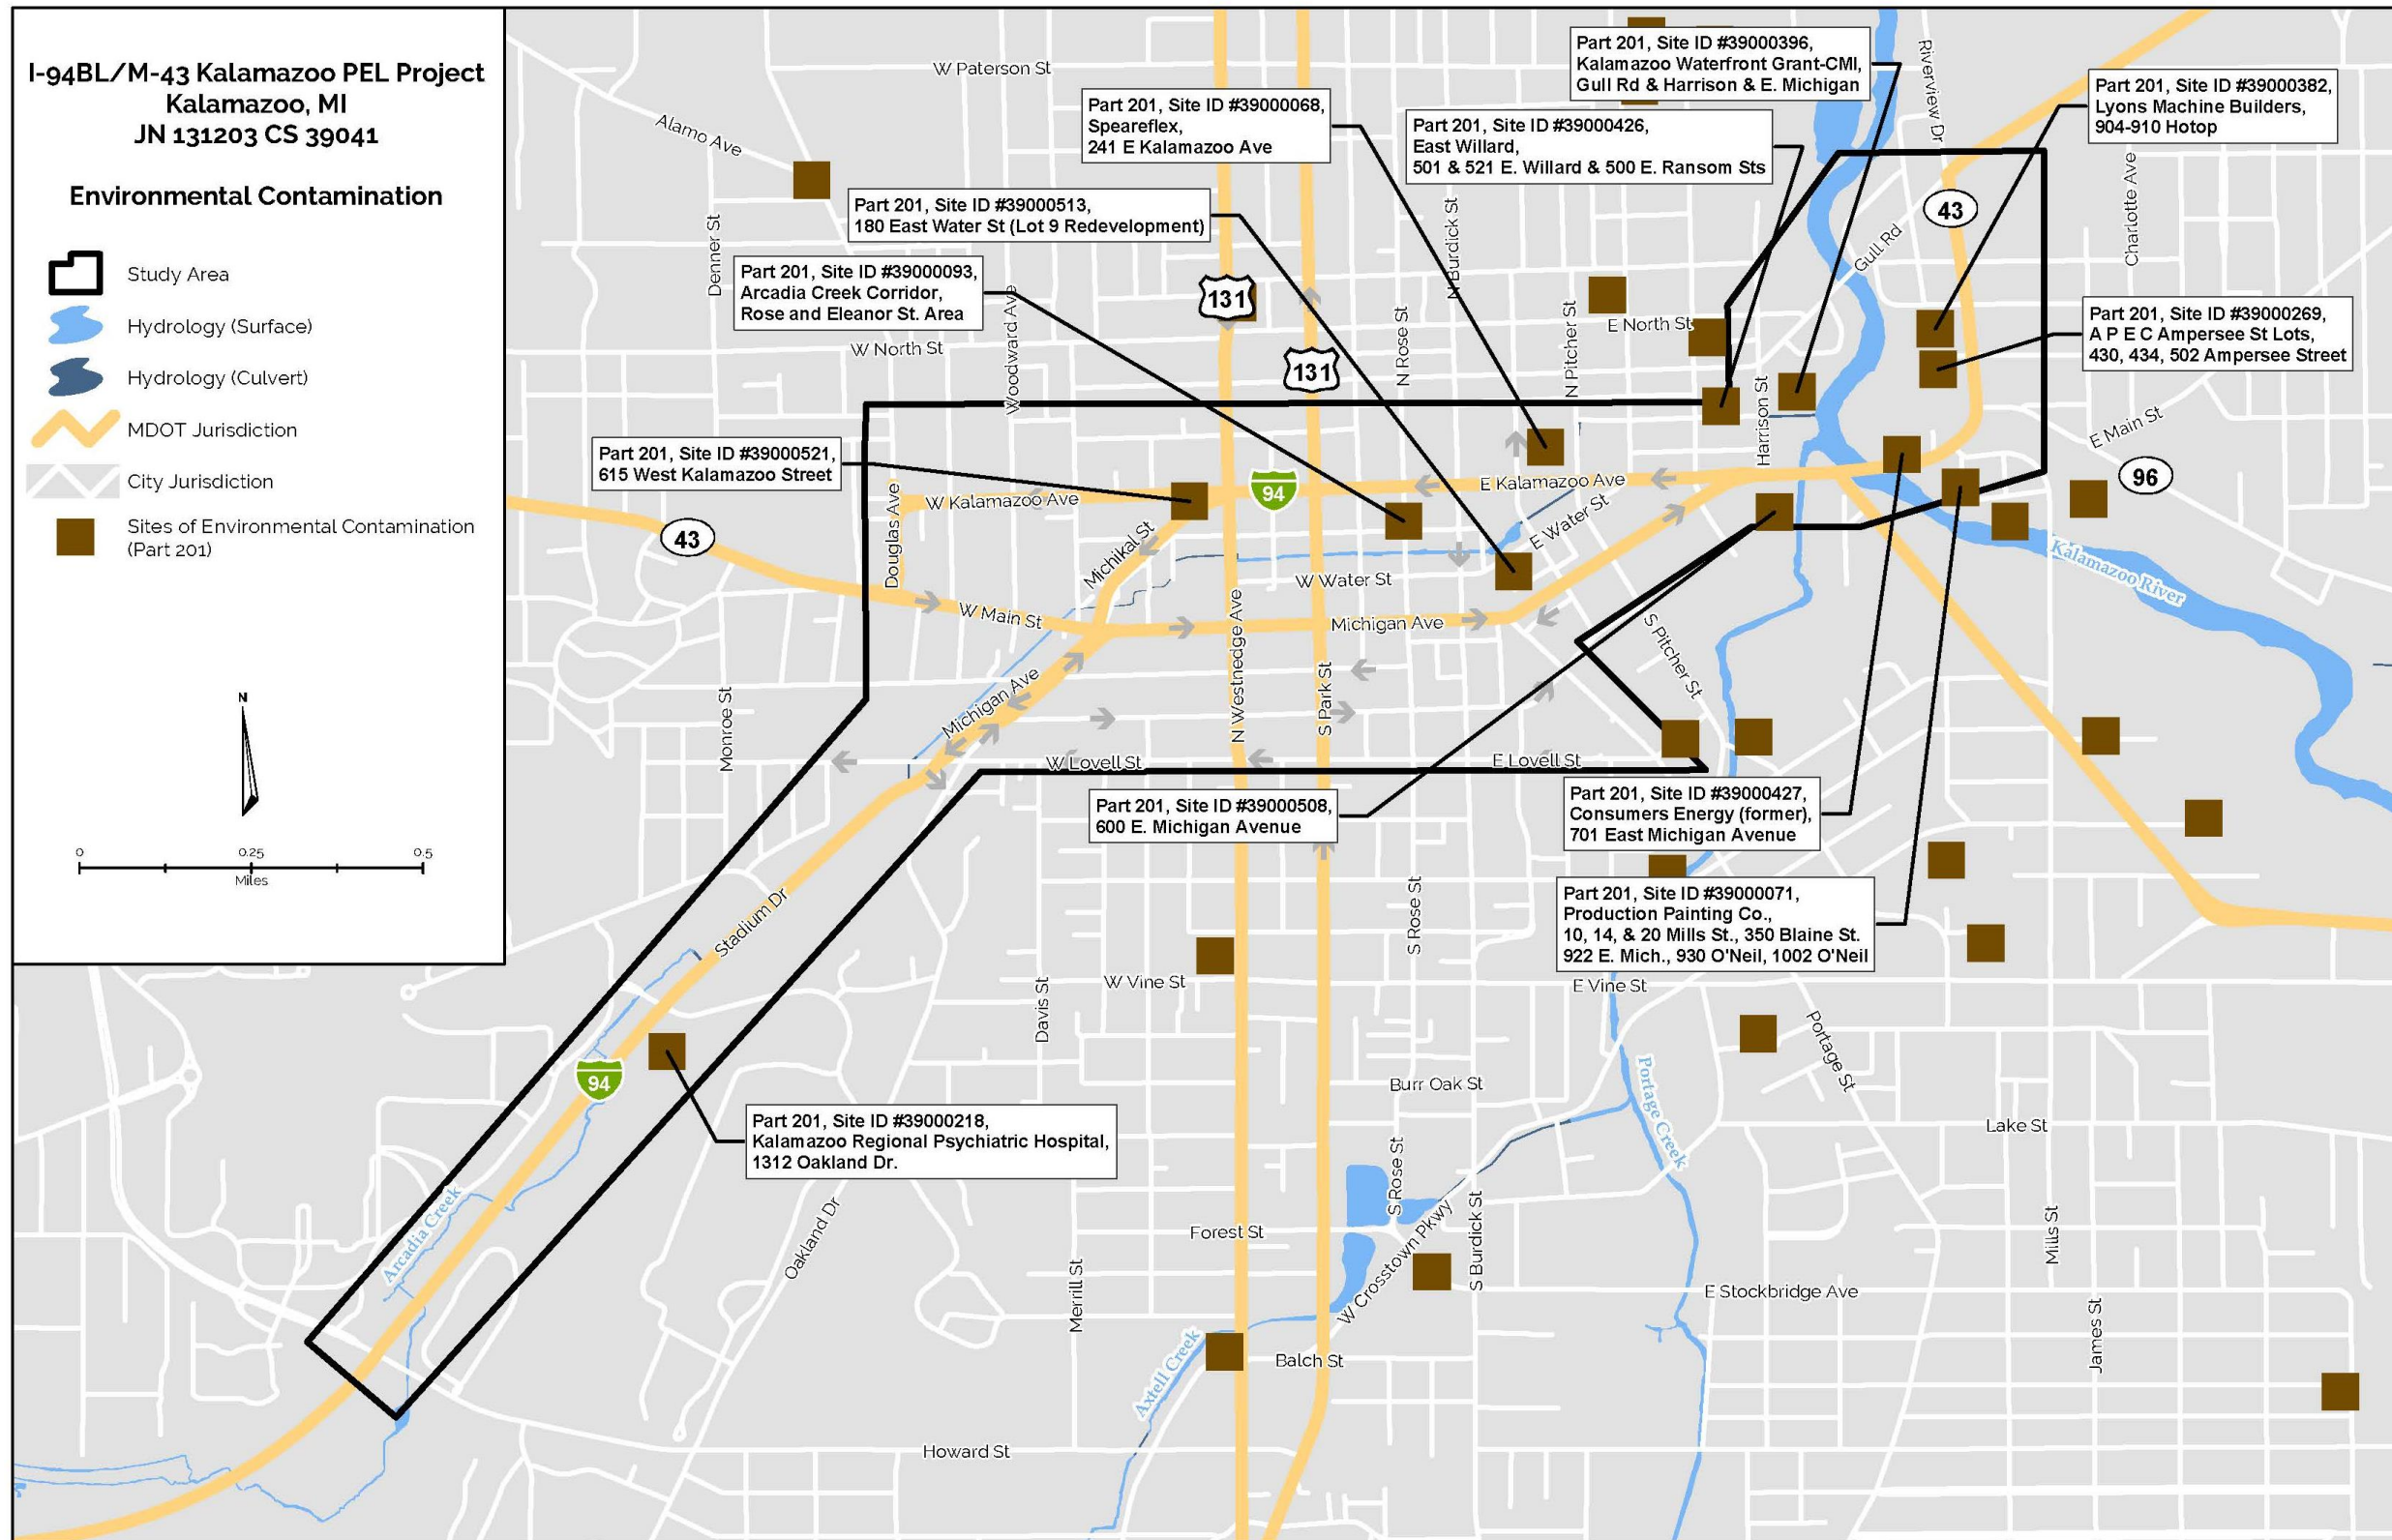 I-94BL/M-43 Kalamazoo PEL Project
Kalamazoo, MI
JN 131203 CS 39041
Environmental Contamination
Study Area
Hydrology (Surface)
Hydrology (Culvert)
MDOT Jurisdiction
City Jurisdiction
Sites of Environmental Contamination
(Part 201)
N
0
0.25
0.5
Miles
Part 201, Site ID #39000396,
Kalamazoo Waterfront Grant-CMI,
Gull Rd & Harrison & E. Michigan
Part 201, Site ID #39000382,
Lyons Machine Builders,
904-910 Hotop
Part 201, Site ID #39000068,
Speareflex,
241 E Kalamazoo Ave
Part 201, Site ID #39000426,
East Willard,
501 & 521 E. Willard & 500 E. Ransom Sts
Part 201, Site ID #39000513,
180 East Water St (Lot 9 Redevelopment)
Part 201, Site ID #39000093,
Arcadia Creek Corridor,
Rose and Eleanor St. Area
Part 201, Site ID #39000269,
A P E C Ampersee St Lots,
430, 434, 502 Ampersee Street
Part 201, Site ID #39000521,
615 West Kalamazoo Street
Part 201, Site ID #39000508,
600 E. Michigan Avenue
Part 201, Site ID #39000427,
Consumers Energy (former),
701 East Michigan Avenue
Part 201, Site ID #39000071,
Production Painting Co.,
10, 14, & 20 Mills St., 350 Blaine St.
922 E. Mich., 930 O'Neil, 1002 O'Neil
Part 201, Site ID #39000218,
Kalamazoo Regional Psychiatric Hospital,
1312 Oakland Dr.
W Paterson St
Riverview Dr
Alamo Ave
Charlotte Ave
43
Denner St
N Burdick St
Gull Rd
Woodward Ave
131
N Rose St
N Pitcher St
E North St
W North St
131
Harrison St
E Main St
96
Douglas Ave
W Kalamazoo Ave
94
E Kalamazoo Ave
43
Michikal St
E Water St
Kalamazoo River
W Water St
W Main St
N Westnedge Ave
Michigan Ave
S Pitcher St
Monroe St
Michigan Ave
S Park St
W Lovell St
E Lovell St
Stadium Dr
S Rose St
W Vine St
E Vine St
Davis St
Portage St
94
Burr Oak St
Portage Creek
Lake St
S Rose St
Arcadia Creek
Oakland Dr
Forest St
W Crosstown Pkwy
S Burdick St
Mills St
Merrill St
E Stockbridge Ave
James St
Axtell Creek
Balch St
Howard St